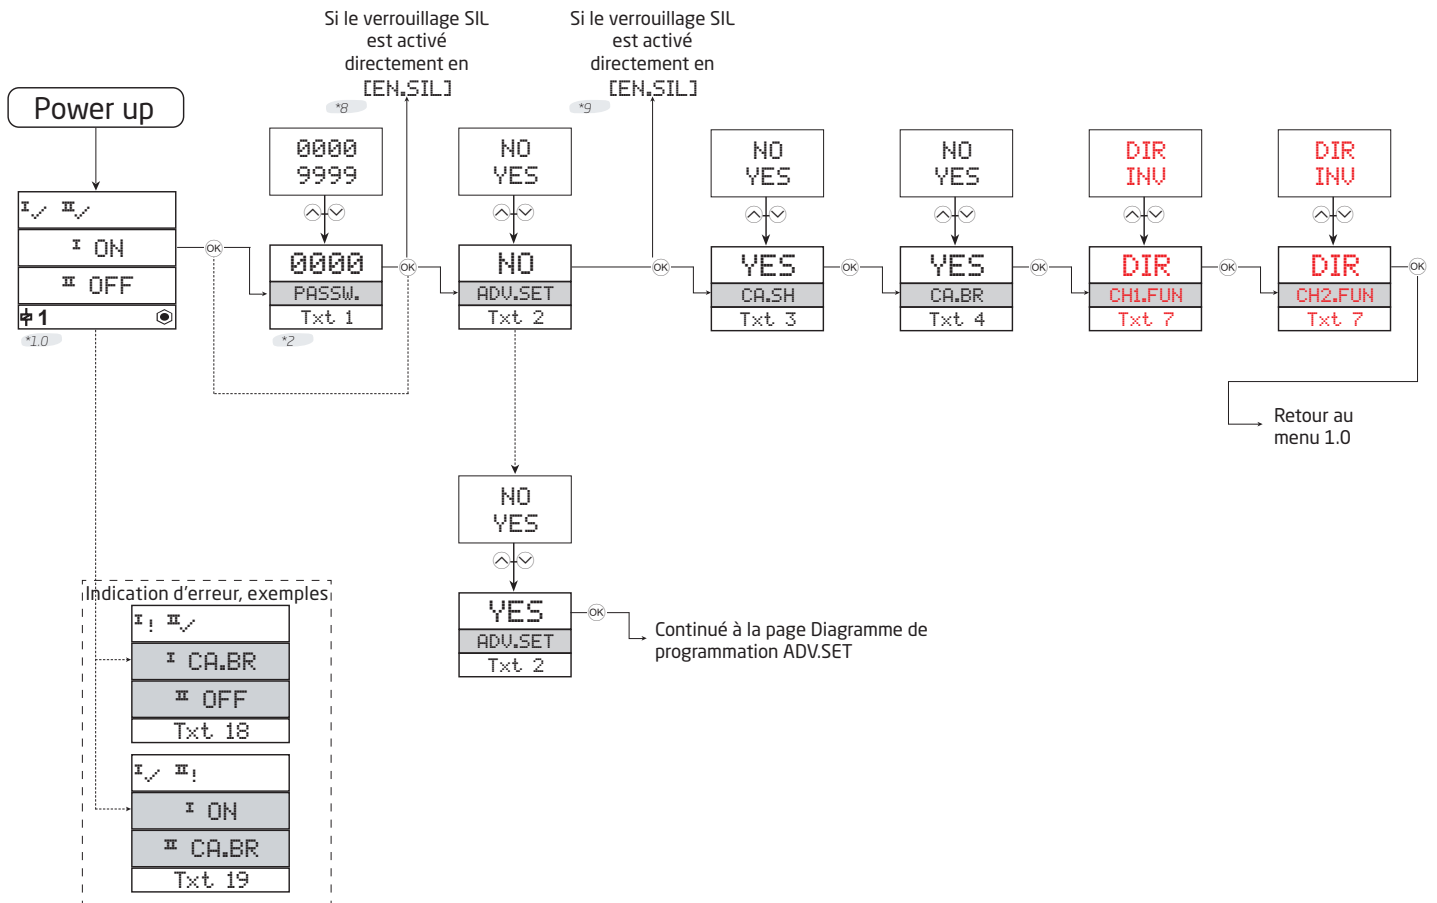 Si le verrouillage SIL
est activé
directement en
[EN.SIL]
*8
Si le verrouillage SIL
est activé
directement en
[EN.SIL]
*9
Power up
0000
9999
NO
YES
NO
YES
NO
YES
DIR
INV
DIR
INV
I✓ II✓
I ON
II OFF
1
*1.0
OK
0000
PASSW.
Txt 1
*2
OK
NO
ADV.SET
Txt 2
OK
YES
CA.SH
Txt 3
OK
YES
CA.BR
Txt 4
OK
DIR
CH1.FUN
Txt 7
OK
DIR
CH2.FUN
Txt 7
OK
Retour au
menu 1.0
NO
YES
YES
ADV.SET
Txt 2
OK
Continué à la page Diagramme de
programmation ADV.SET
Indication d'erreur, exemples
I! II✓
I CA.BR
II OFF
Txt 18
I✓ II!
I ON
II CA.BR
Txt 19